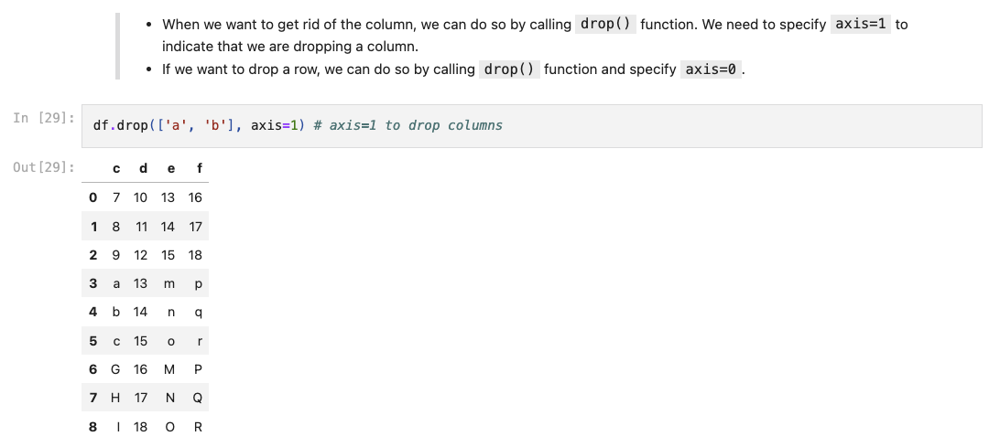 • When we want to get rid of the column, we can do so by calling drop() function. We need to specify axis=1 to
indicate that we are dropping a column.
• If we want to drop a row, we can do so by calling drop() function and specify axis=0 .
In [29]: df.drop(['a', 'b'], axis=1) # axis=1 to drop columns
Out[29]:
c d e f
0 7 10 13 16
1 8 11 14 17
2 9 12 15 18
3 a 13 m p
4 b 14 n q
5 c 15 o r
6 G 16 M P
7 H 17 N Q
8 I 18 O R